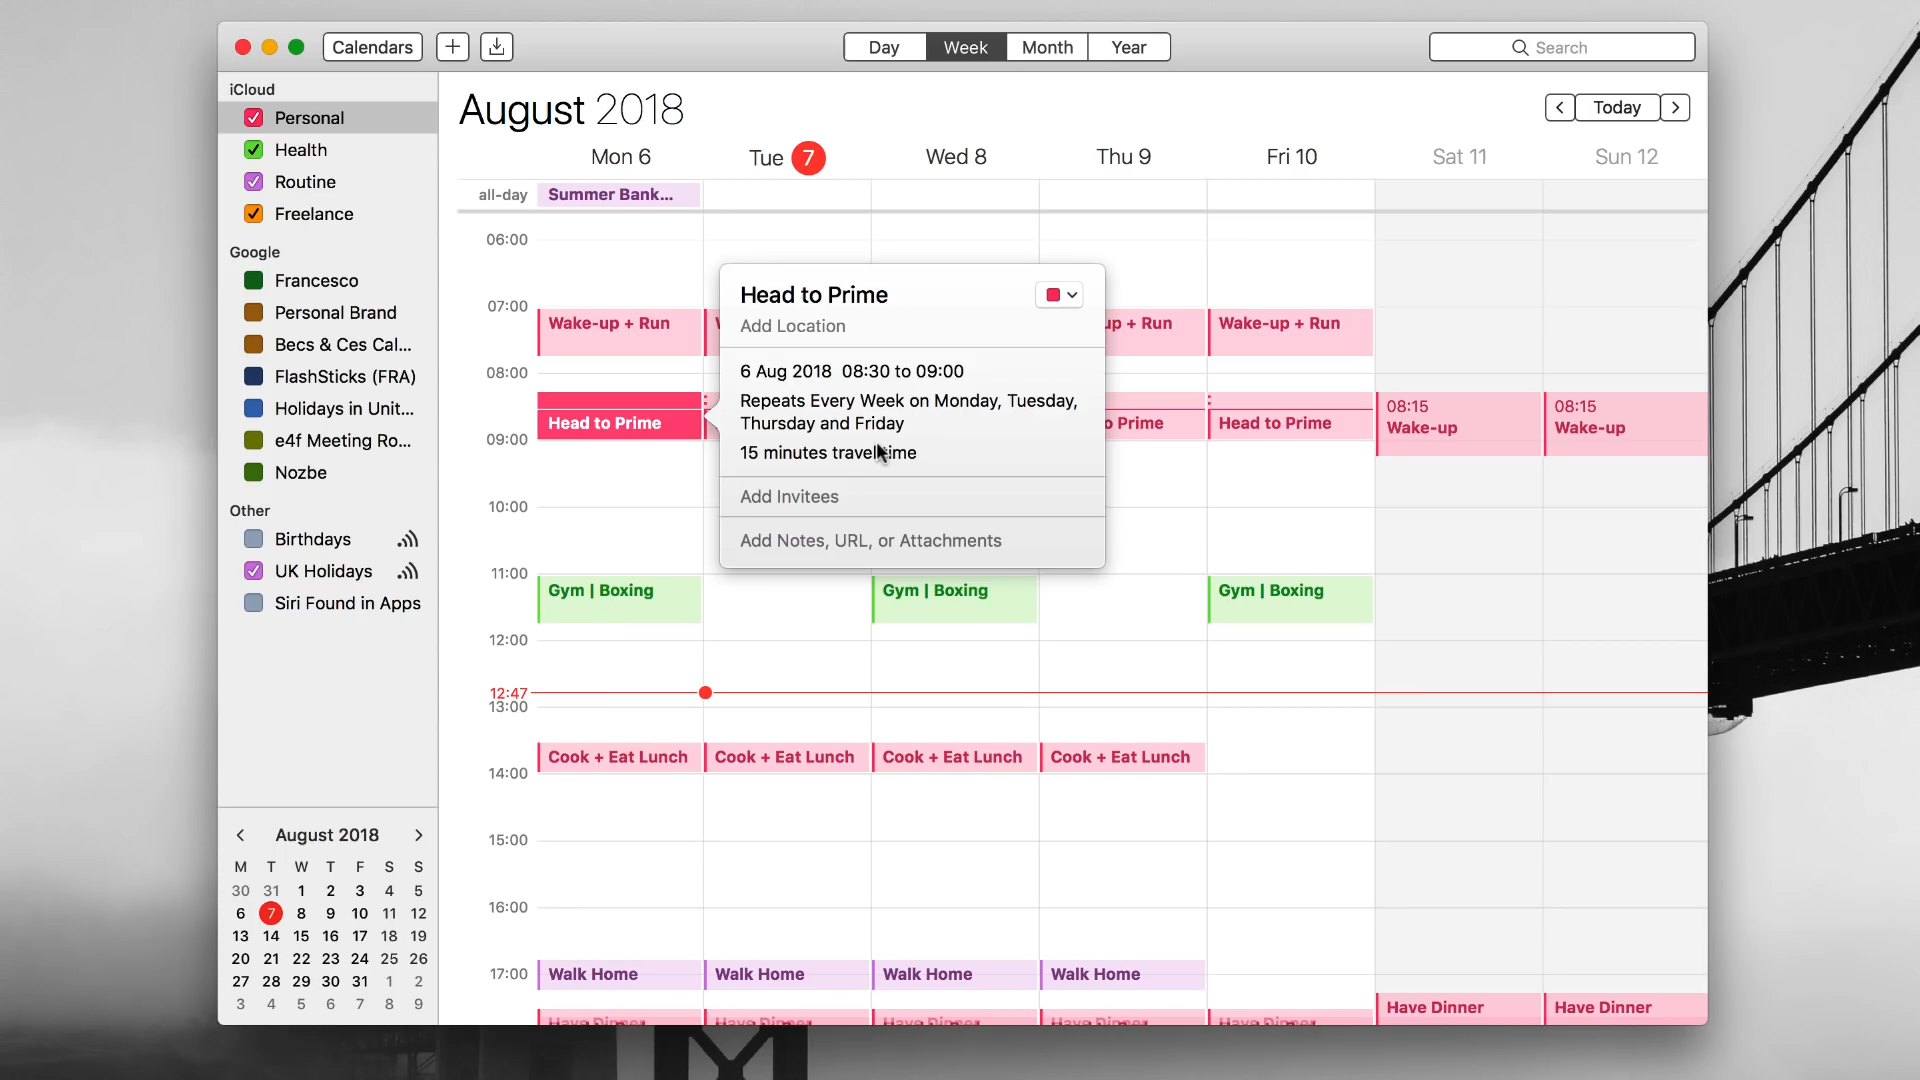 Calendars
Day Week Month Year
Search
iCloud
Personal
Health
Routine
Freelance
Google
Francesco
Personal Brand
Becs & Ces Cal...
FlashSticks (FRA)
Holidays in Unit...
e4f Meeting Ro...
Nozbe
Other
Birthdays
UK Holidays
Siri Found in Apps
August 2018
M T W T F S S
30 31 1 2 3 4 5
6 7 8 9 10 11 12
13 14 15 16 17 18 19
20 21 22 23 24 25 26
27 28 29 30 31 1 2
3 4 5 6 7 8 9
August 2018
Today
Mon 6 Tue 7 Wed 8 Thu 9 Fri 10 Sat 11 Sun 12
all-day Summer Bank...
06:00
07:00
Wake-up + Run up + Run Wake-up + Run
08:00
08:15 08:15
Wake-up Wake-up
Head to Prime o Prime Head to Prime
09:00
Head to Prime
Add Location
6 Aug 2018 08:30 to 09:00
Repeats Every Week on Monday, Tuesday,
Thursday and Friday
15 minutes travel time
Add Invitees
Add Notes, URL, or Attachments
10:00
11:00
Gym | Boxing Gym | Boxing Gym | Boxing
12:00
12:47
13:00
Cook + Eat Lunch Cook + Eat Lunch Cook + Eat Lunch Cook + Eat Lunch
14:00
15:00
16:00
17:00
Walk Home Walk Home Walk Home Walk Home
Have Dinner Have Dinner
Have Dinner Have Dinner Have Dinner Have Dinner Have Dinner